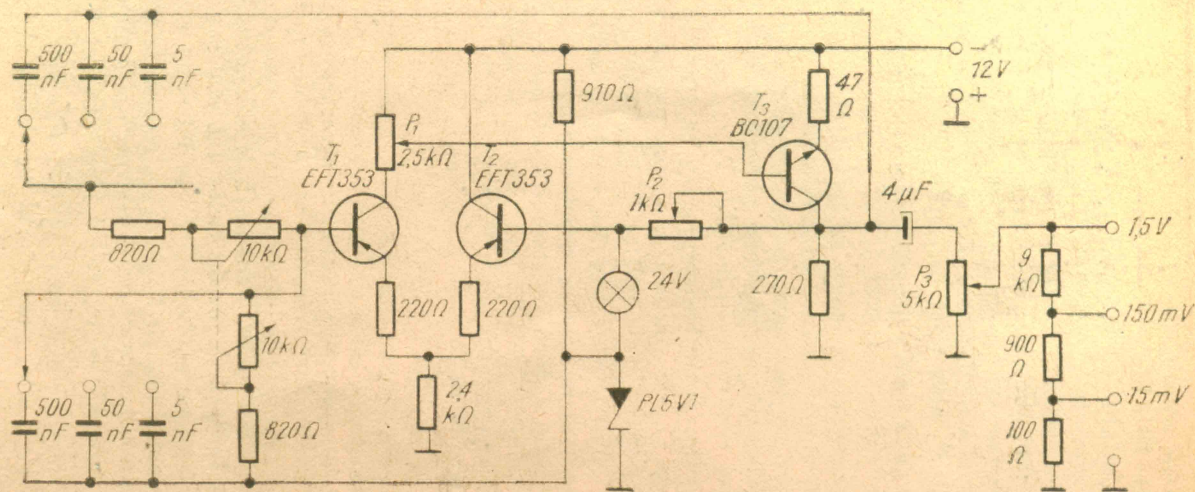 500 nF
50 nF
5 nF
820Ω
10kΩ
T1
EFT353
P1
2,5kΩ
T2
EFT353
910Ω
T3
BC107
47 Ω
−
12V
+
P2
1kΩ
4µF
24V
270Ω
P3
5kΩ
1,5V
9 kΩ
150mV
900 Ω
15mV
100 Ω
220Ω
220Ω
10kΩ
24 kΩ
PL5V1
820Ω
500 nF
50 nF
5 nF